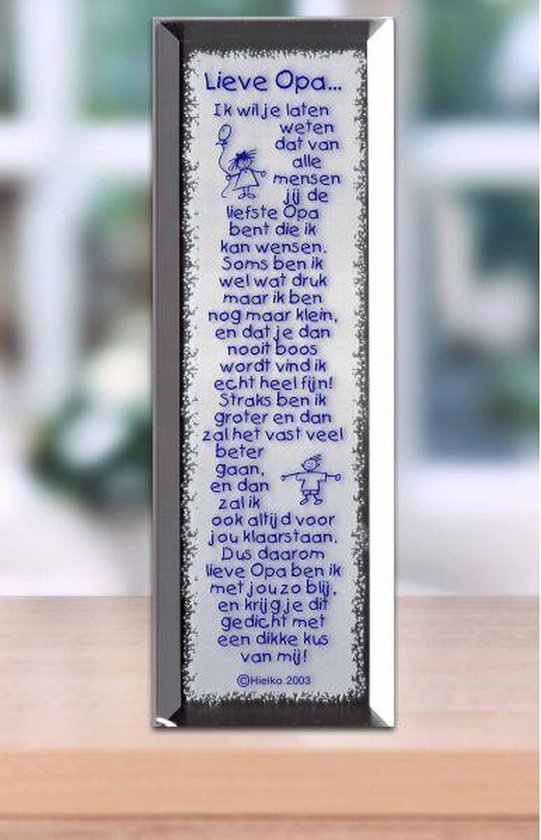 Lieve Opa...
Ik wil je laten
weten
dat van
alle
mensen
jij de
liefste Opa
bent die ik
kan wensen.
Soms ben ik
wel wat druk
maar ik ben
nog maar klein,
en dat je dan
nooit boos
wordt vind ik
echt heel fijn!
Straks ben ik
groter en dan
zal het vast veel
beter
gaan,
en dan
zal ik
ook altijd voor
jou klaarstaan.
Dus daarom
lieve Opa ben ik
met jou zo blij,
en krijg je dit
gedicht met
een dikke kus
van mij!
©Hielko 2003